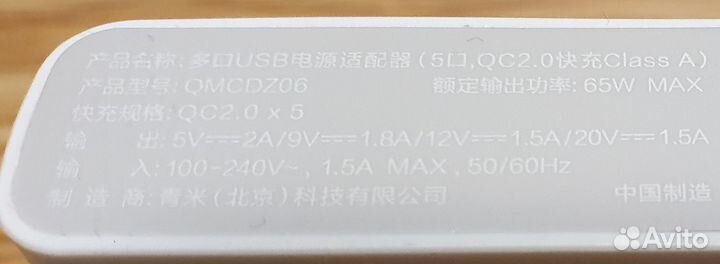 产品名称: 多口USB电源适配器 (5口,QC2.0快充Class A)
产品型号: QMCDZ06 额定输出功率: 65W MAX
快充规格: QC2.0 x 5
输 出: 5V⎓2A/9V⎓1.8A/12V⎓1.5A/20V⎓1.5A
输 入: 100-240V~, 1.5A MAX, 50/60Hz
制 造 商: 青米 (北京) 科技有限公司 中国制造
Avito